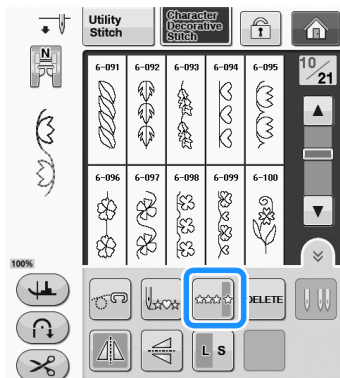 Utility
Stitch
Character
Decorative
Stitch
N
6-091 6-092 6-093 6-094 6-095
10/21
6-096 6-097 6-098 6-099 6-100
100%
DELETE
L S